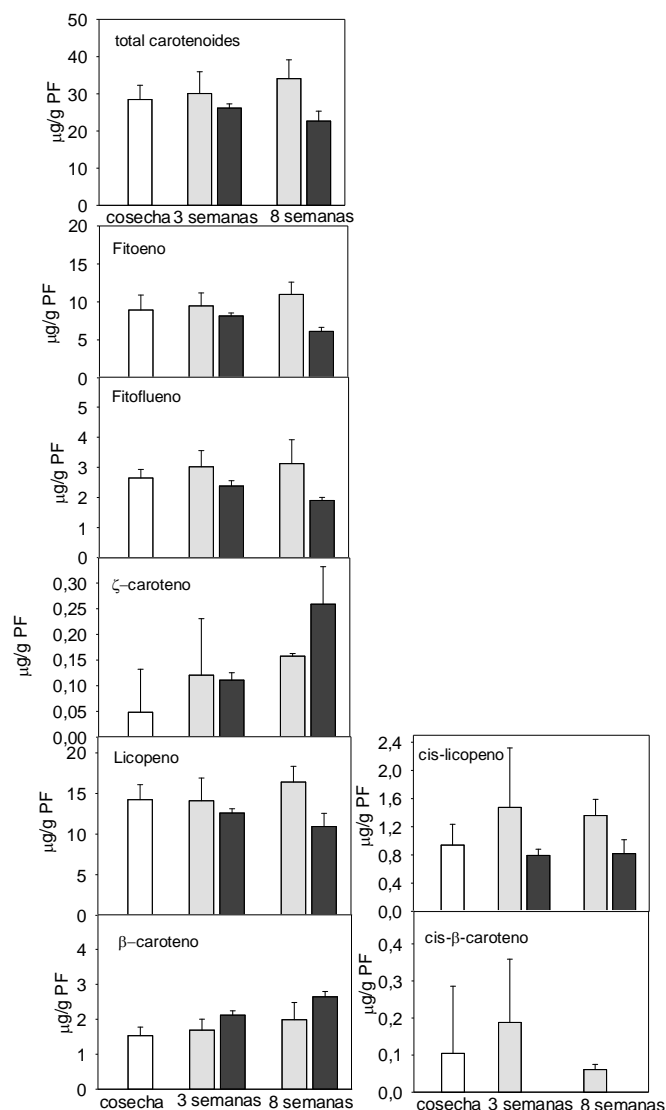 50
total carotenoides
40
30
20
10
0
µg/g PF
cosecha 3 semanas 8 semanas
20
Fitoeno
15
10
5
0
µg/g PF
Fitoflueno
5
4
3
2
1
0
µg/g PF
ζ−caroteno
0,30
0,25
0,20
0,15
0,10
0,05
0,00
µg/g PF
Licopeno
20
15
10
5
0
µg/g PF
β−caroteno
4
3
2
1
0
µg/g PF
cosecha 3 semanas 8 semanas
2,4
cis-licopeno
2,0
1,6
1,2
0,8
0,4
0,0
µg/g PF
0,4
cis-β-caroteno
0,3
0,2
0,1
0,0
µg/g PF
cosecha 3 semanas 8 semanas